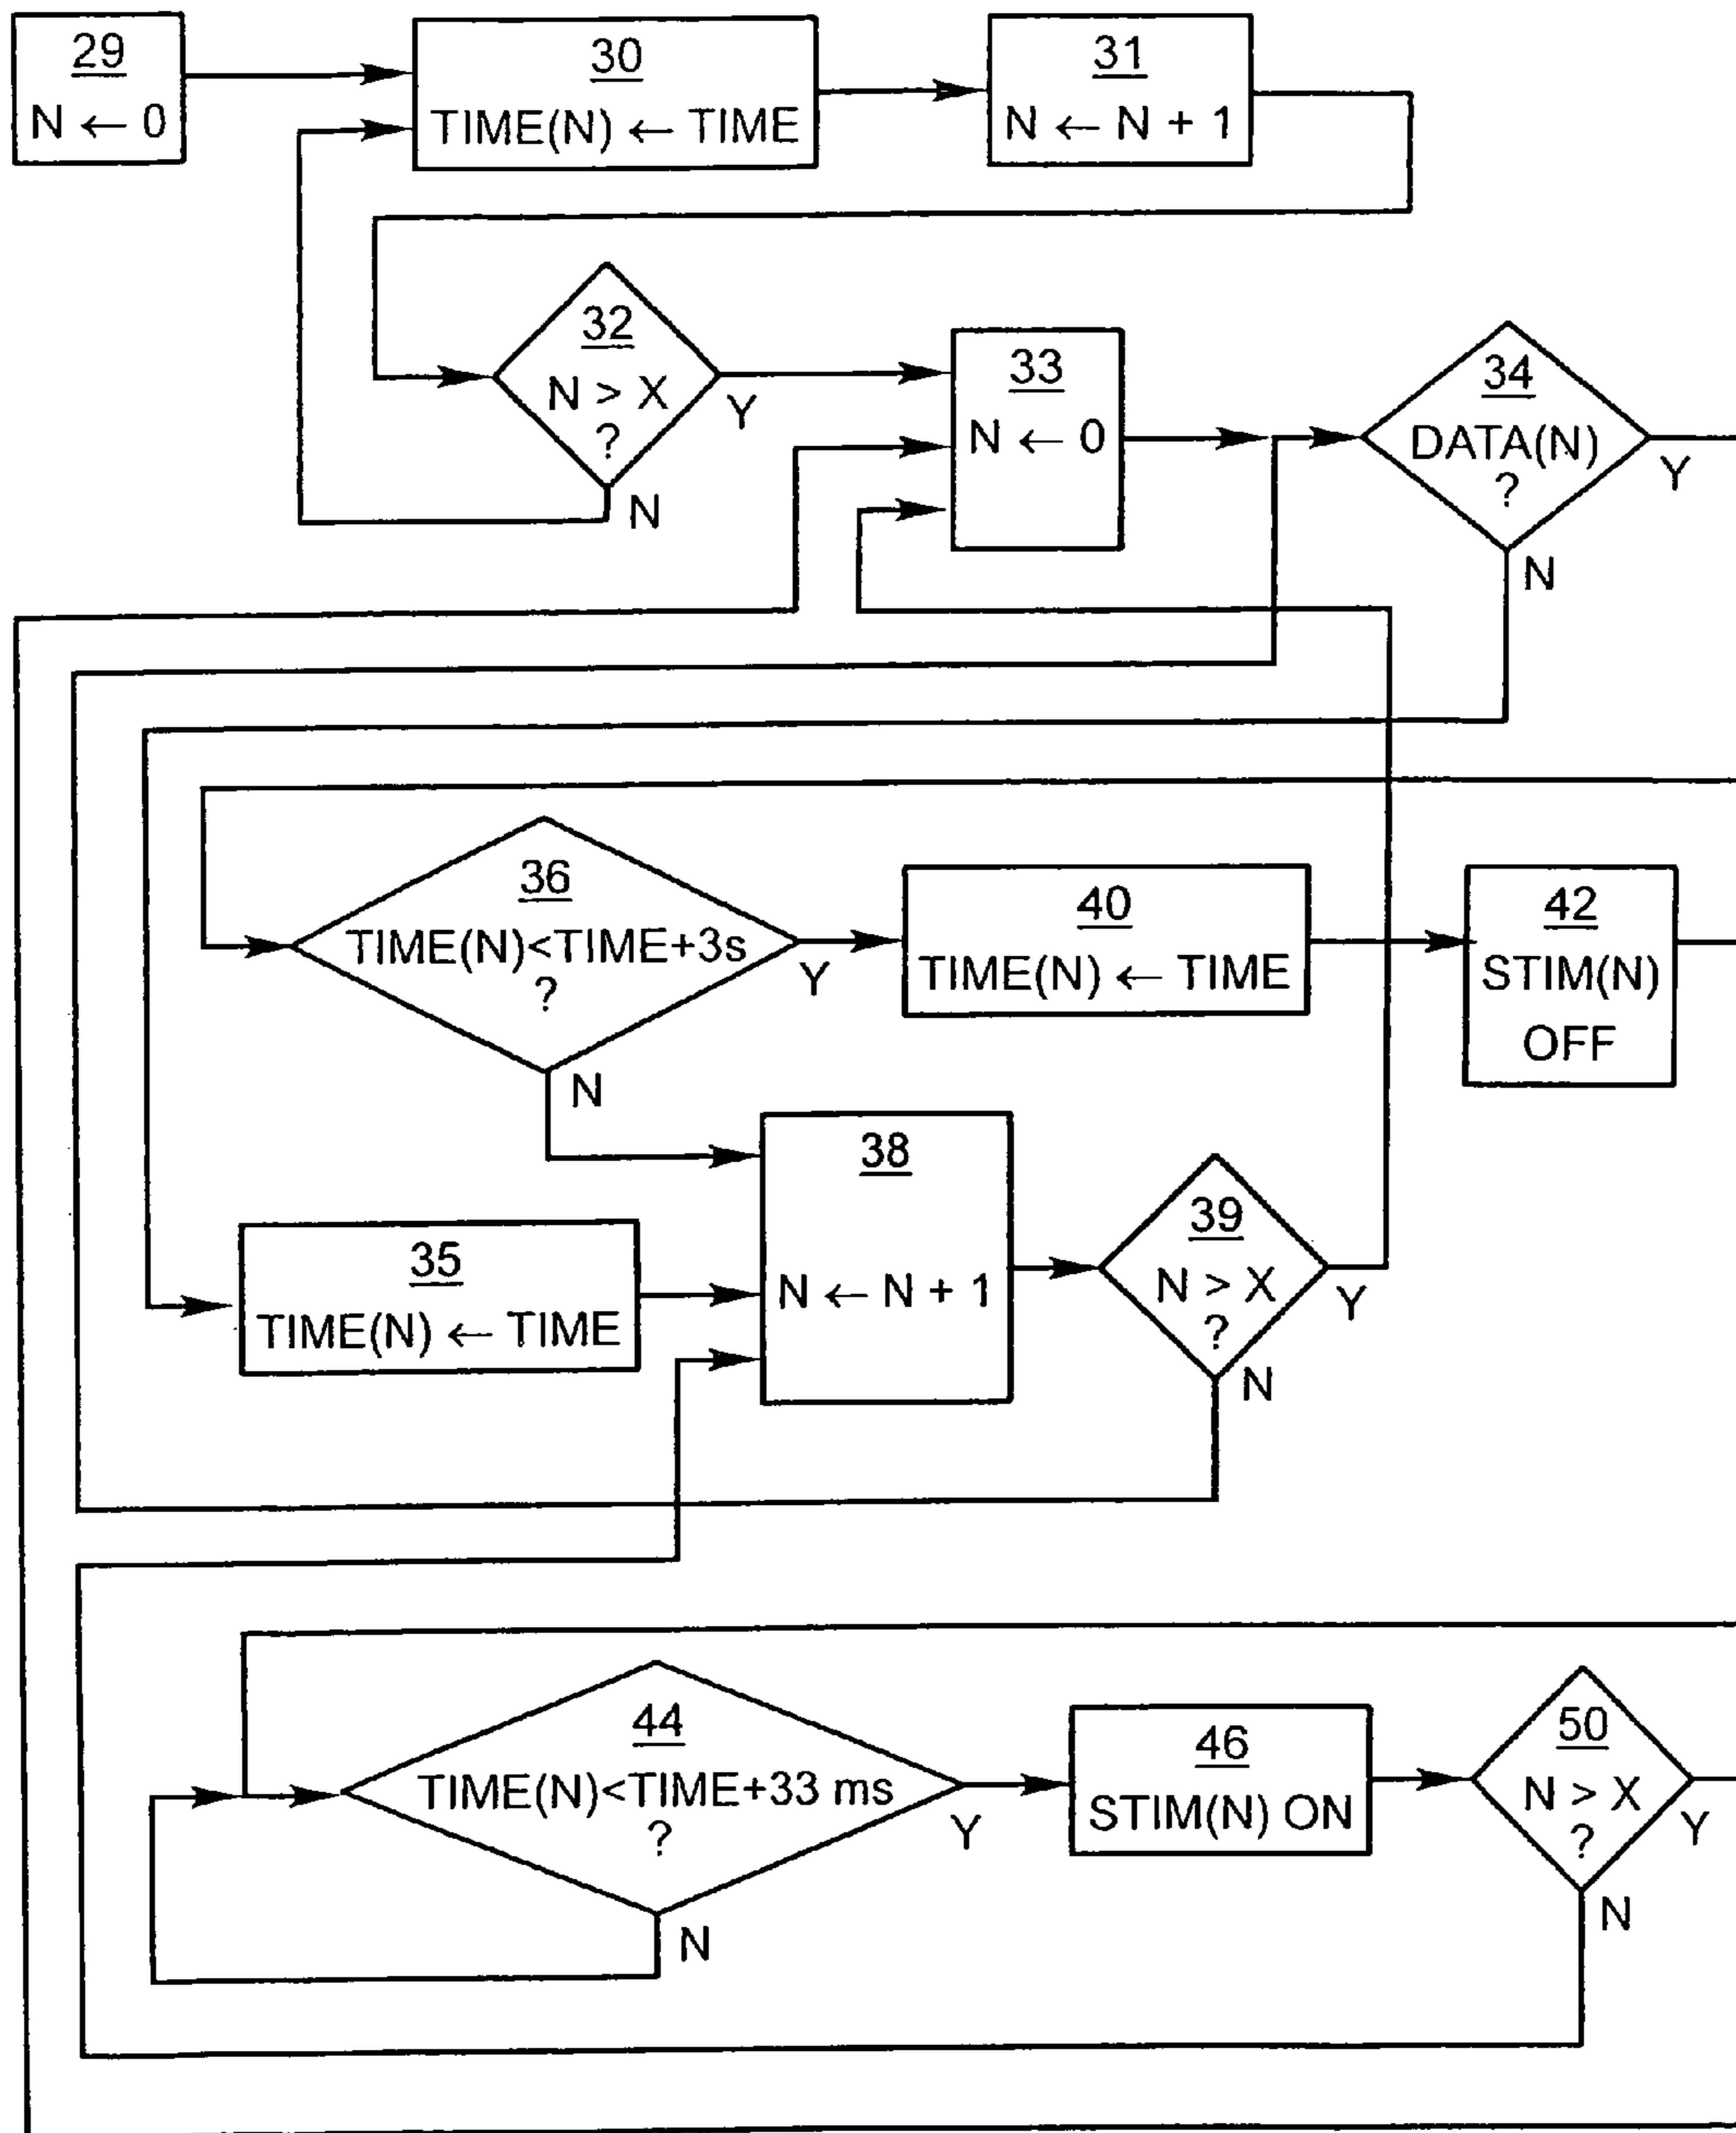 29
N ← 0
30
TIME(N) ← TIME
31
N ← N + 1
32
N > X
?
Y
N
33
N ← 0
34
DATA(N)
?
Y
N
36
TIME(N)<TIME+3s
?
Y
N
40
TIME(N) ← TIME
42
STIM(N)
OFF
38
N ← N + 1
39
N > X
?
Y
N
35
TIME(N) ← TIME
44
TIME(N)<TIME+33 ms
?
Y
N
46
STIM(N) ON
50
N > X
?
Y
N